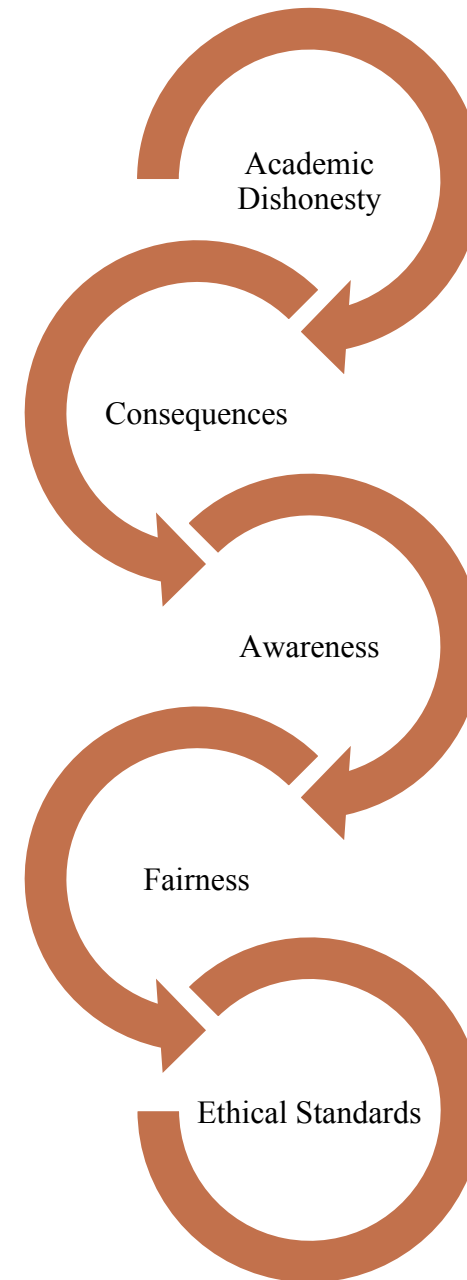 Academic
Dishonesty
Consequences
Awareness
Fairness
Ethical Standards